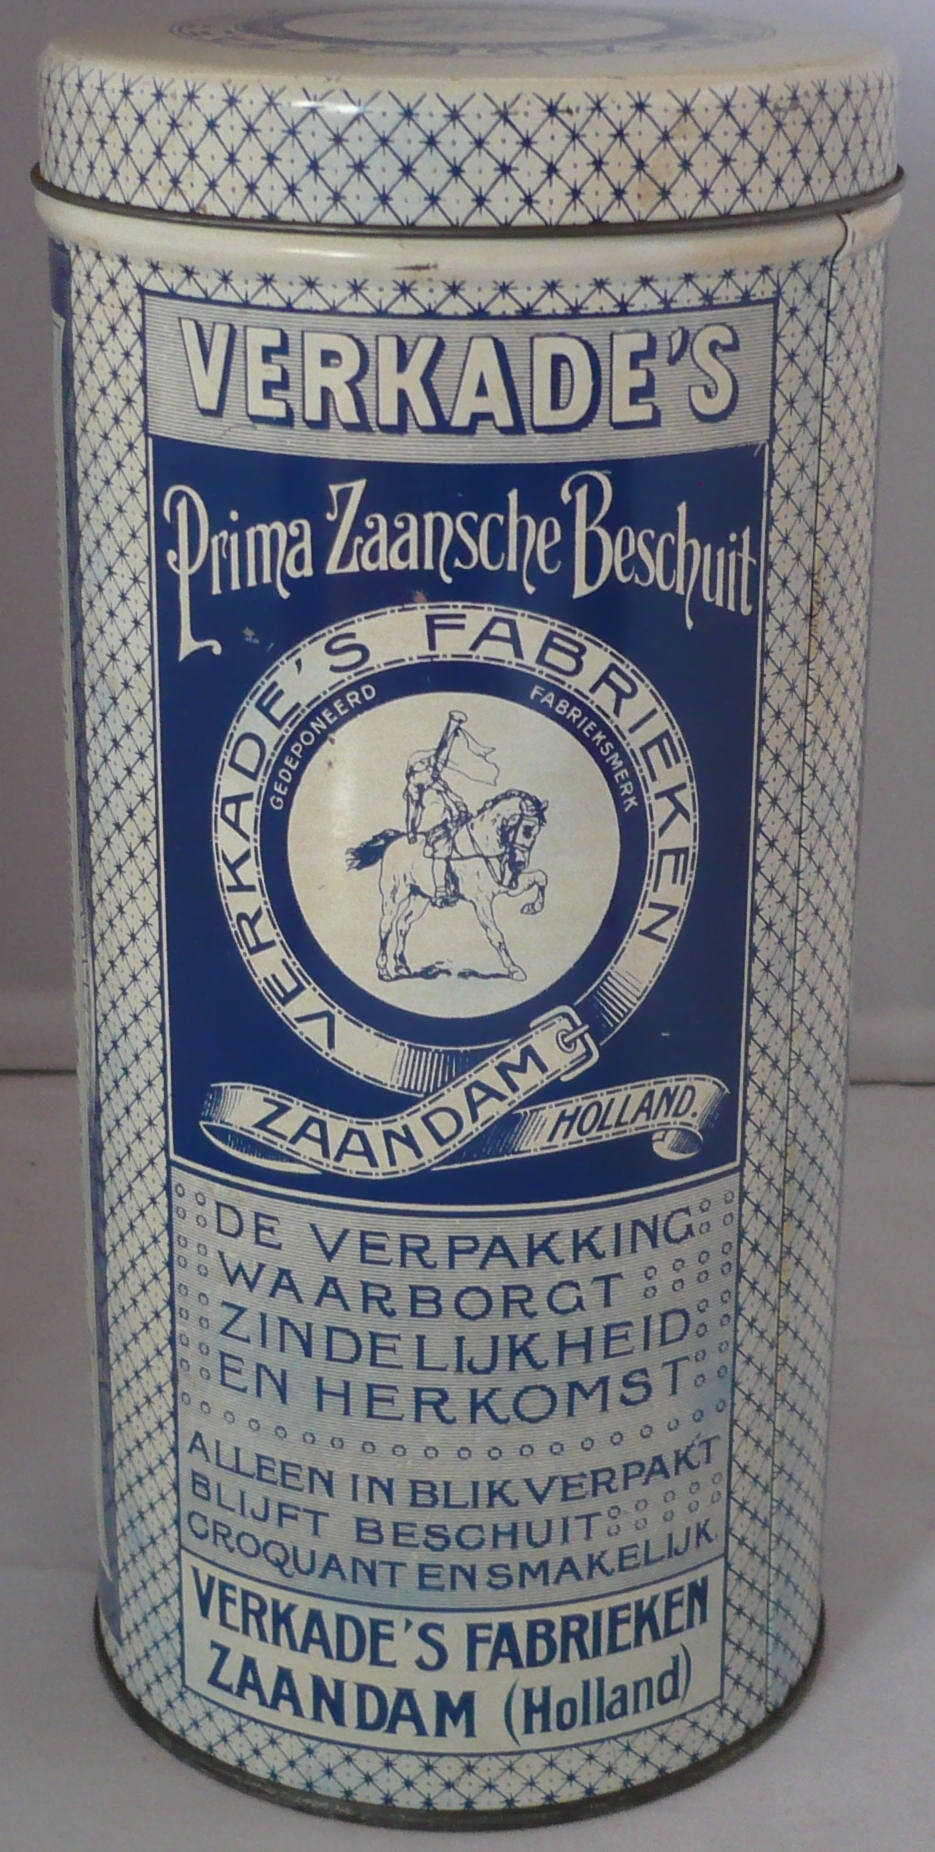 VERKADE'S
Prima Zaansche Beschuit
VERKADE'S FABRIEKEN
GEDEPONEERD FABRIEKSMERK
ZAANDAM HOLLAND.
DE VERPAKKING
WAARBORGT
ZINDELIJKHEID
EN HERKOMST
ALLEEN IN BLIK VERPAKT
BLIJFT BESCHUIT
CROQUANT EN SMAKELIJK.
VERKADE'S FABRIEKEN
ZAANDAM (Holland)